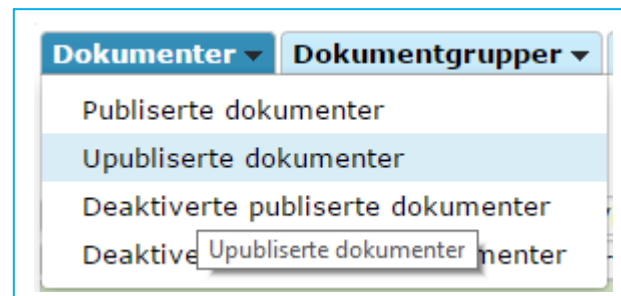 Dokumenter Dokumentgrupper
Publiserte dokumenter
Upubliserte dokumenter
Deaktiverte publiserte dokumenter
Deaktive Upubliserte dokumenter menter